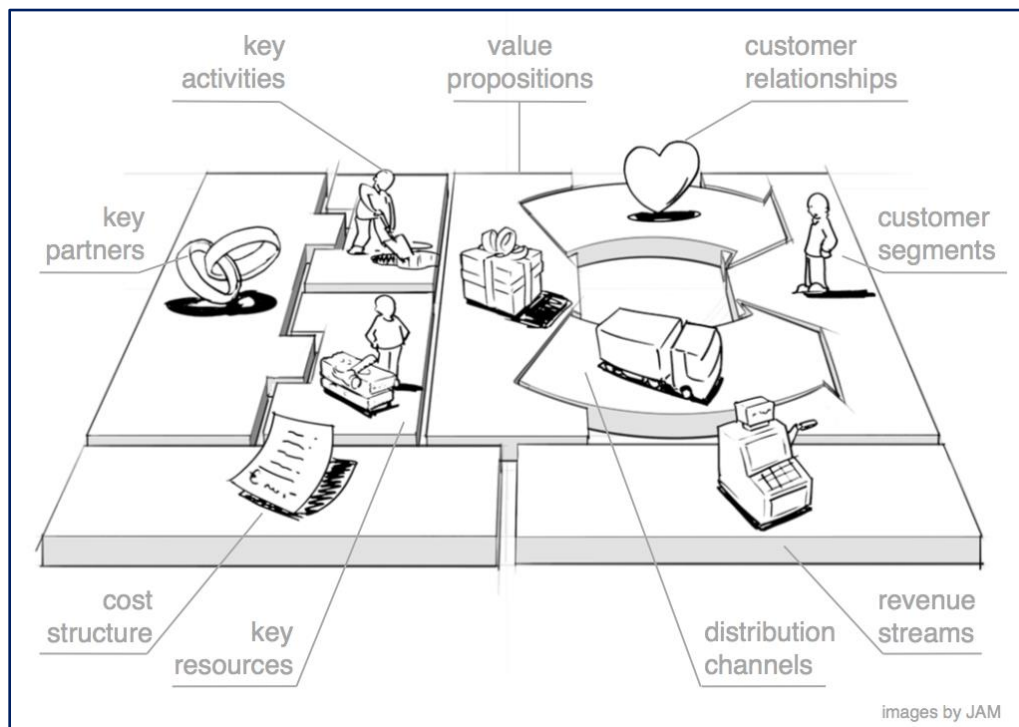 key
activities
value
propositions
customer
relationships
key
partners
customer
segments
cost
structure
key
resources
distribution
channels
revenue
streams
images by JAM